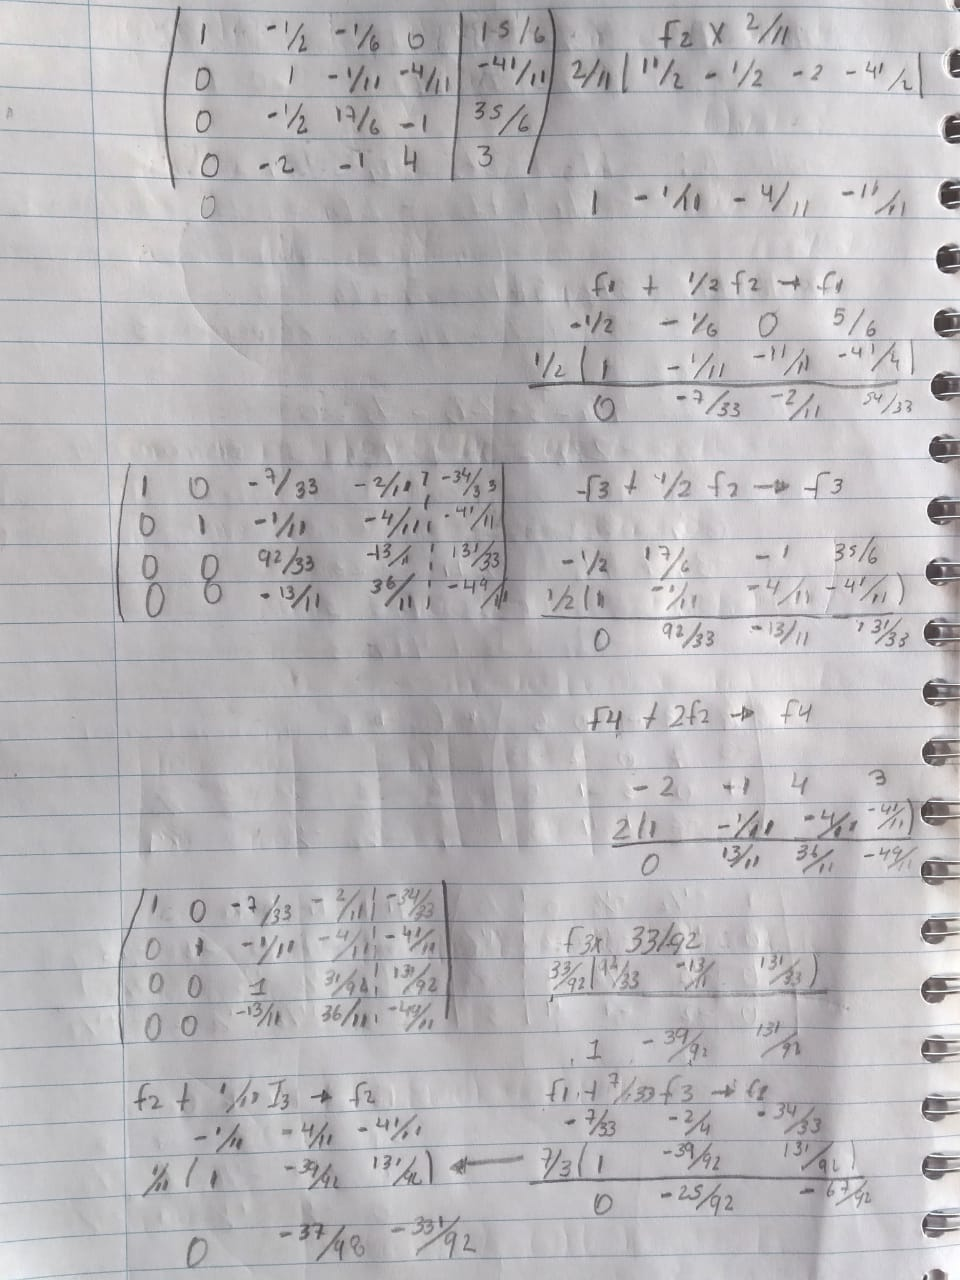 1 -1/2 -1/6 0 | 15/6 f2 x 2/11
0 1 -1/11 -4/11 | -41/11 2/11 | 11/2 - 1/2 - 2 - 41/2 |
0 -1/2 17/6 -1 | 35/6
0 -2 -1 4 | 3
0 1 - 1/11 - 4/11 -11/11
f1 + 1/2 f2 → f1
-1/2 - 1/6 0 5/6
1/2 ( 1 - 1/11 -11/11 -41/4 |
0 -7/33 -2/11 54/33
1 0 -7/33 -2/11 -34/33 f3 + 1/2 f2 → f3
0 1 -1/11 -4/11 -41/11
0 0 92/33 -13/11 131/33 -1/2 17/6 - 1 35/6
0 0 -13/11 36/11 -49/11 1/2 (1 -1/11 -4/11 -41/11 )
0 92/33 -13/11 131/33
f4 + 2f2 → f4
- 2 -1 4 3
2 (1 -1/11 -4/11 -41/11 )
0 13/11 36/11 -49/11
1 0 -7/33 - 2/11 -34/33
0 1 -1/11 -4/11 -41/11 f3x 33/92
0 0 1 31/92 131/92 33/92 (92/33 -13/11 131/33 )
0 0 -13/11 36/11 -49/11
1 - 39/92 131/92
f2 + 1/11 I3 → f2 f1 + 7/33 f3 → f1
-1/11 -4/11 -41/11 -7/33 -2/4 -34/33
1/11 ( 1 -39/92 131/92 ) ← 7/3 ( 1 -39/92 131/92 )
0 -25/92 - 67/92
0 -37/48 -331/92